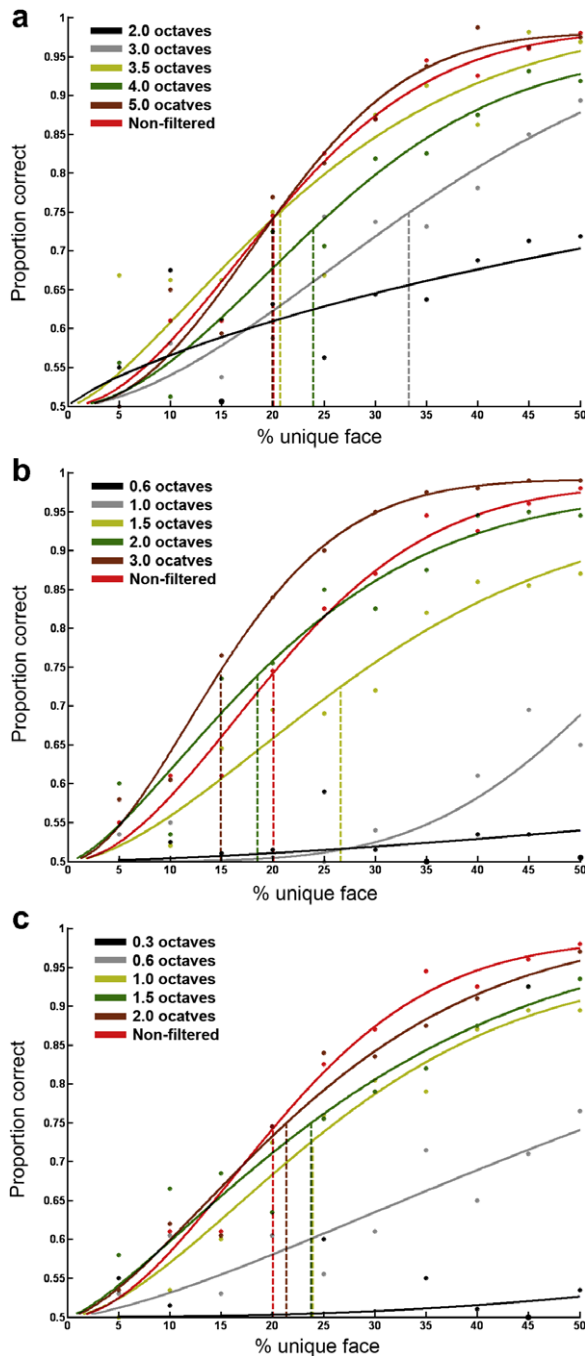 a
2.0 octaves
3.0 octaves
3.5 octaves
4.0 octaves
5.0 ocatves
Non-filtered
1
0.95
0.9
0.85
0.8
0.75
0.7
0.65
0.6
0.55
0.5
Proportion correct
5 10 15 20 25 30 35 40 45 50
% unique face
b
0.6 octaves
1.0 octaves
1.5 octaves
2.0 octaves
3.0 ocatves
Non-filtered
1
0.95
0.9
0.85
0.8
0.75
0.7
0.65
0.6
0.55
0.5
Proportion correct
0 5 10 15 20 25 30 35 40 45 50
% unique face
c
0.3 octaves
0.6 octaves
1.0 octaves
1.5 octaves
2.0 ocatves
Non-filtered
1
0.95
0.9
0.85
0.8
0.75
0.7
0.65
0.6
0.55
0.5
Proportion correct
0 5 10 15 20 25 30 35 40 45 50
% unique face